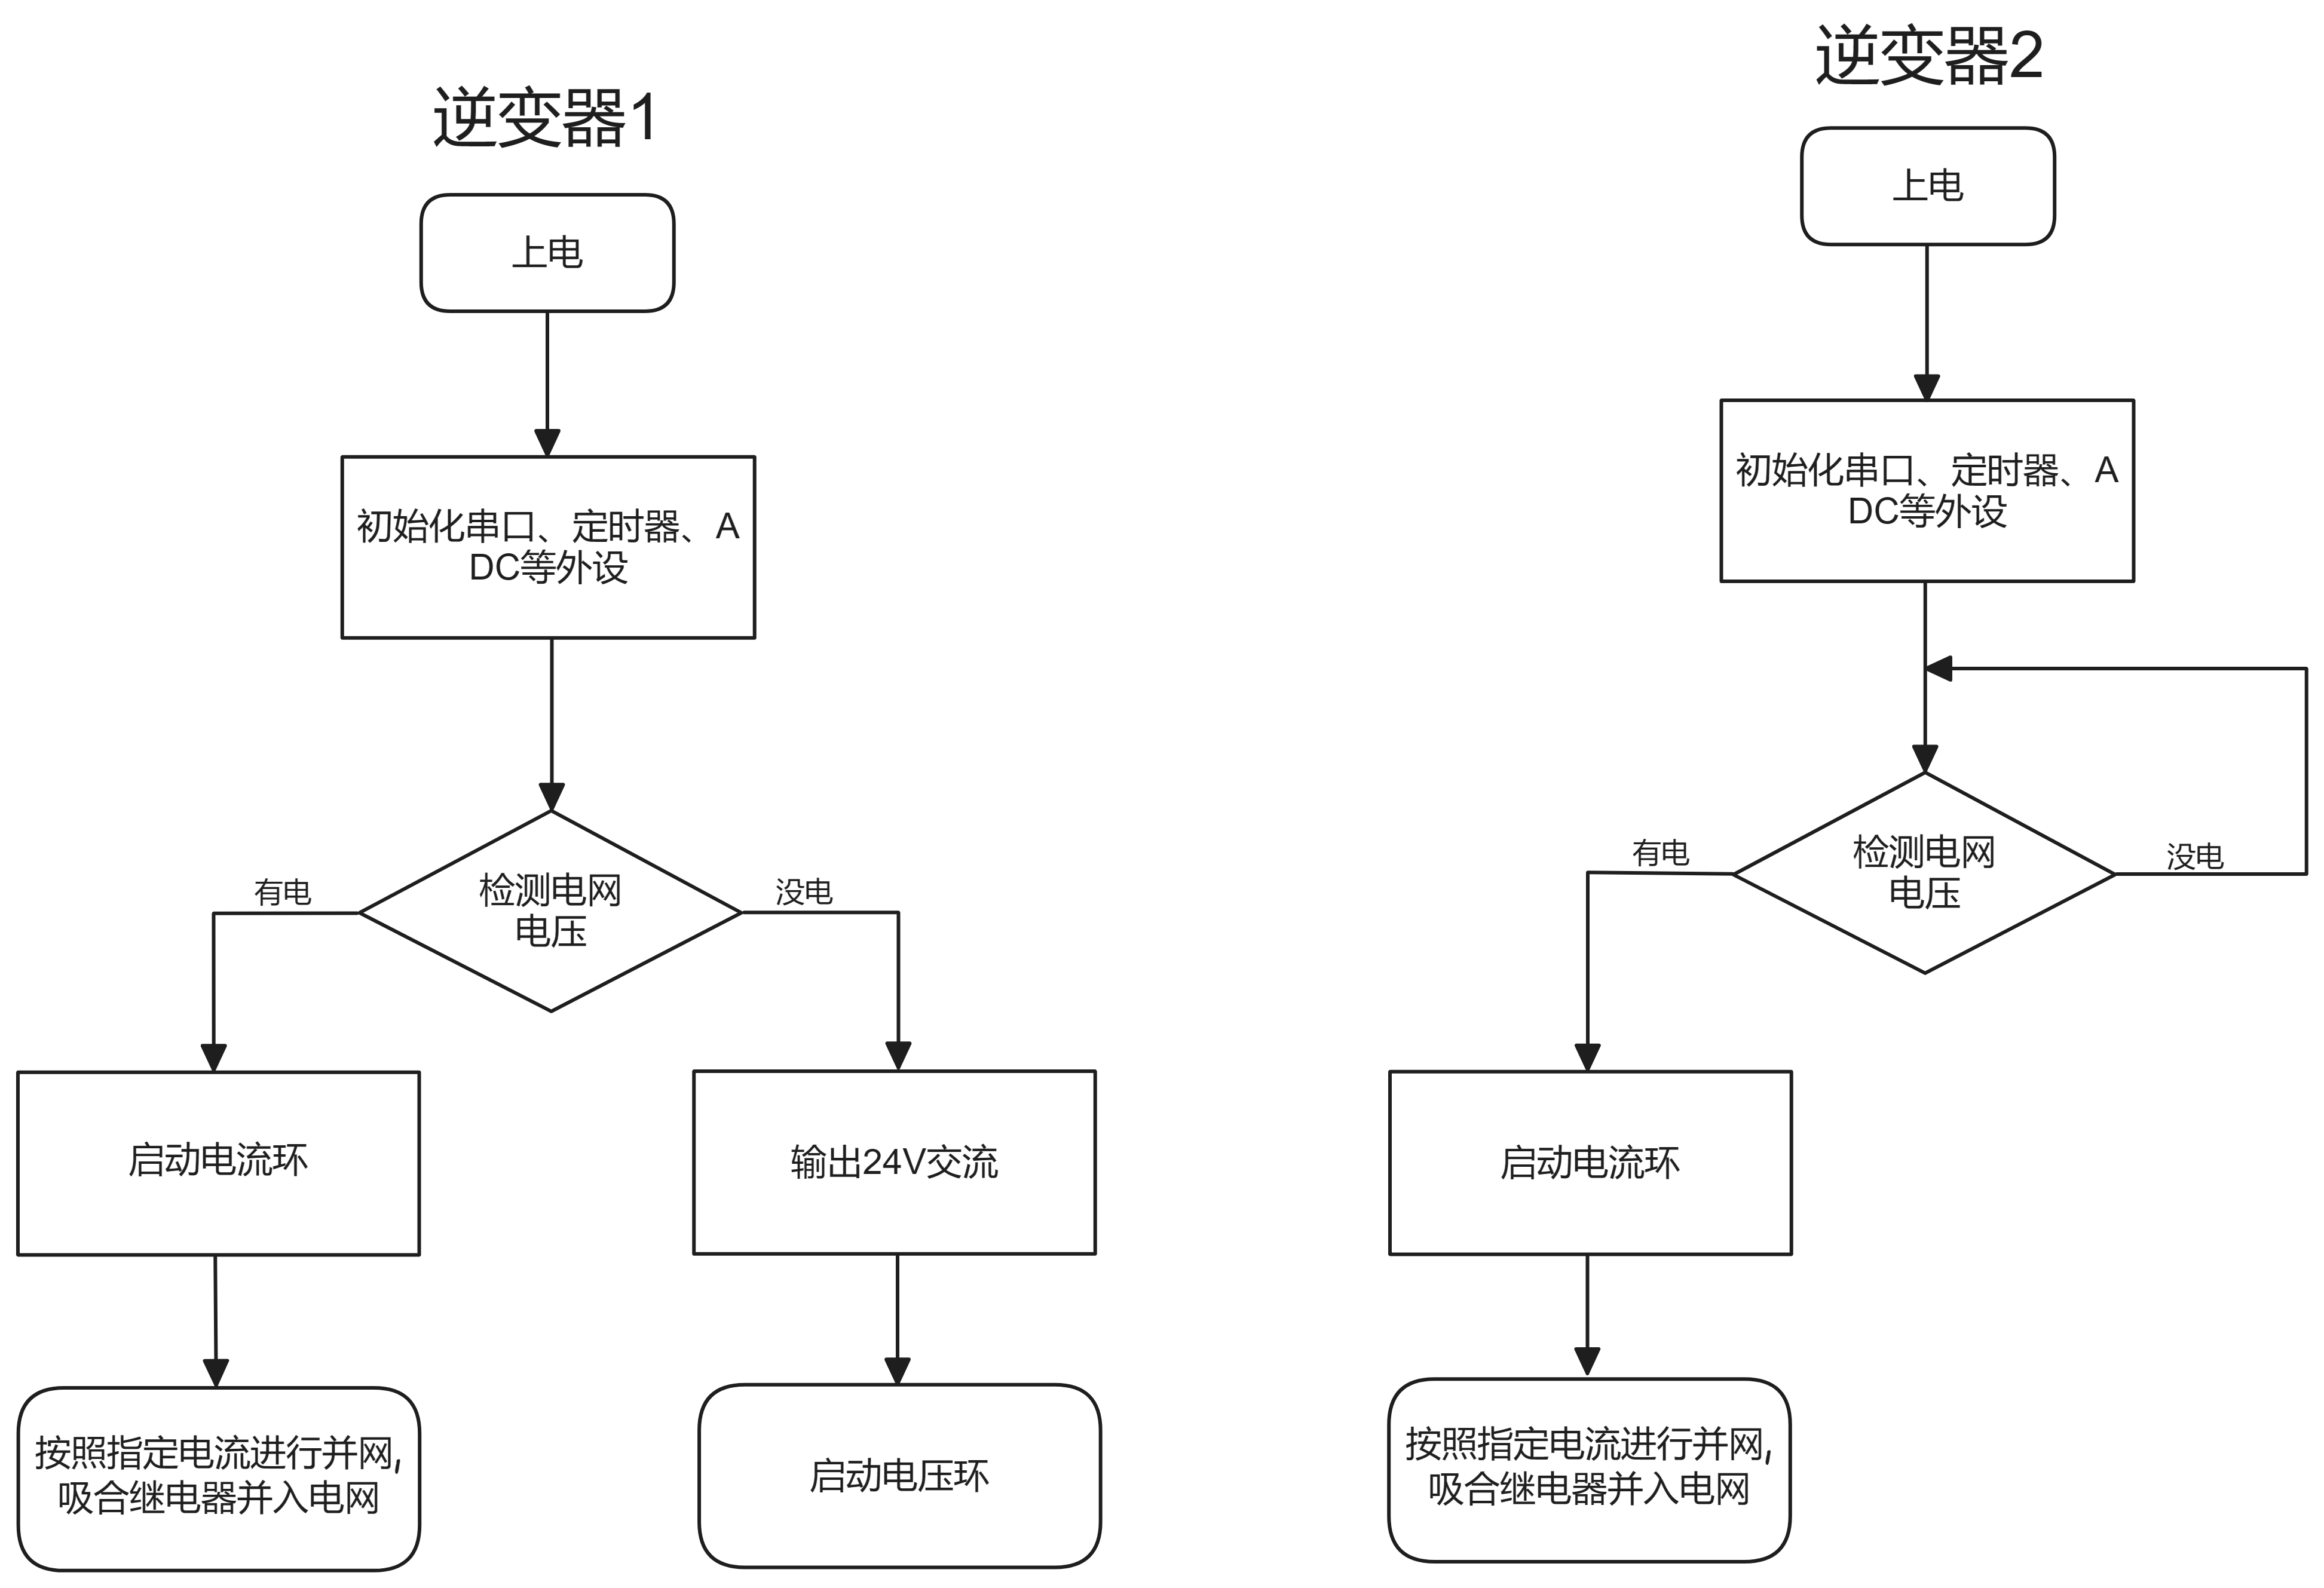 逆变器1
上电
初始化串口、定时器、A
DC等外设
检测电网
电压
有电
没电
启动电流环
输出24V交流
按照指定电流进行并网,
吸合继电器并入电网
启动电压环
逆变器2
上电
初始化串口、定时器、A
DC等外设
检测电网
电压
有电
没电
启动电流环
按照指定电流进行并网,
吸合继电器并入电网